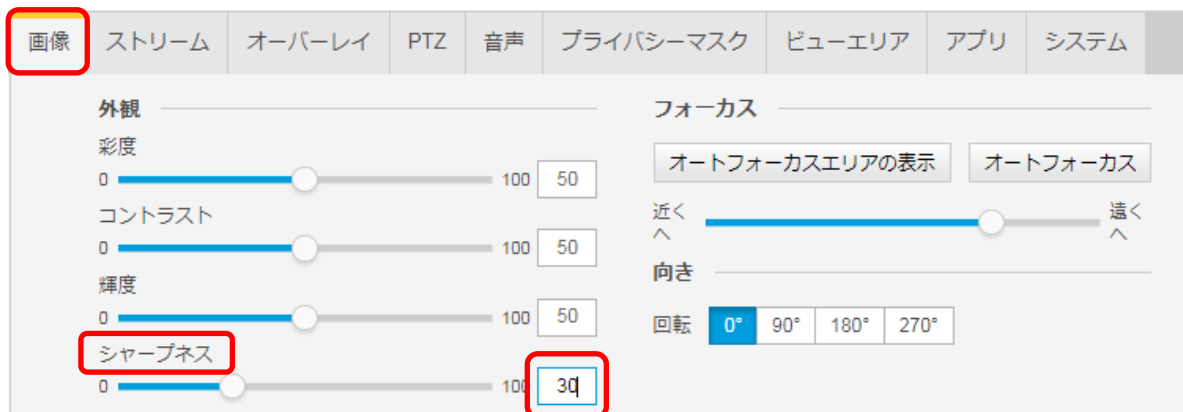 画像 ストリーム オーバーレイ PTZ 音声 プライバシーマスク ビューエリア アプリ システム
外観
彩度
0 100 50
コントラスト
0 100 50
輝度
0 100 50
シャープネス
0 100 30
フォーカス
オートフォーカスエリアの表示 オートフォーカス
近くへ 遠くへ
向き
回転 0° 90° 180° 270°